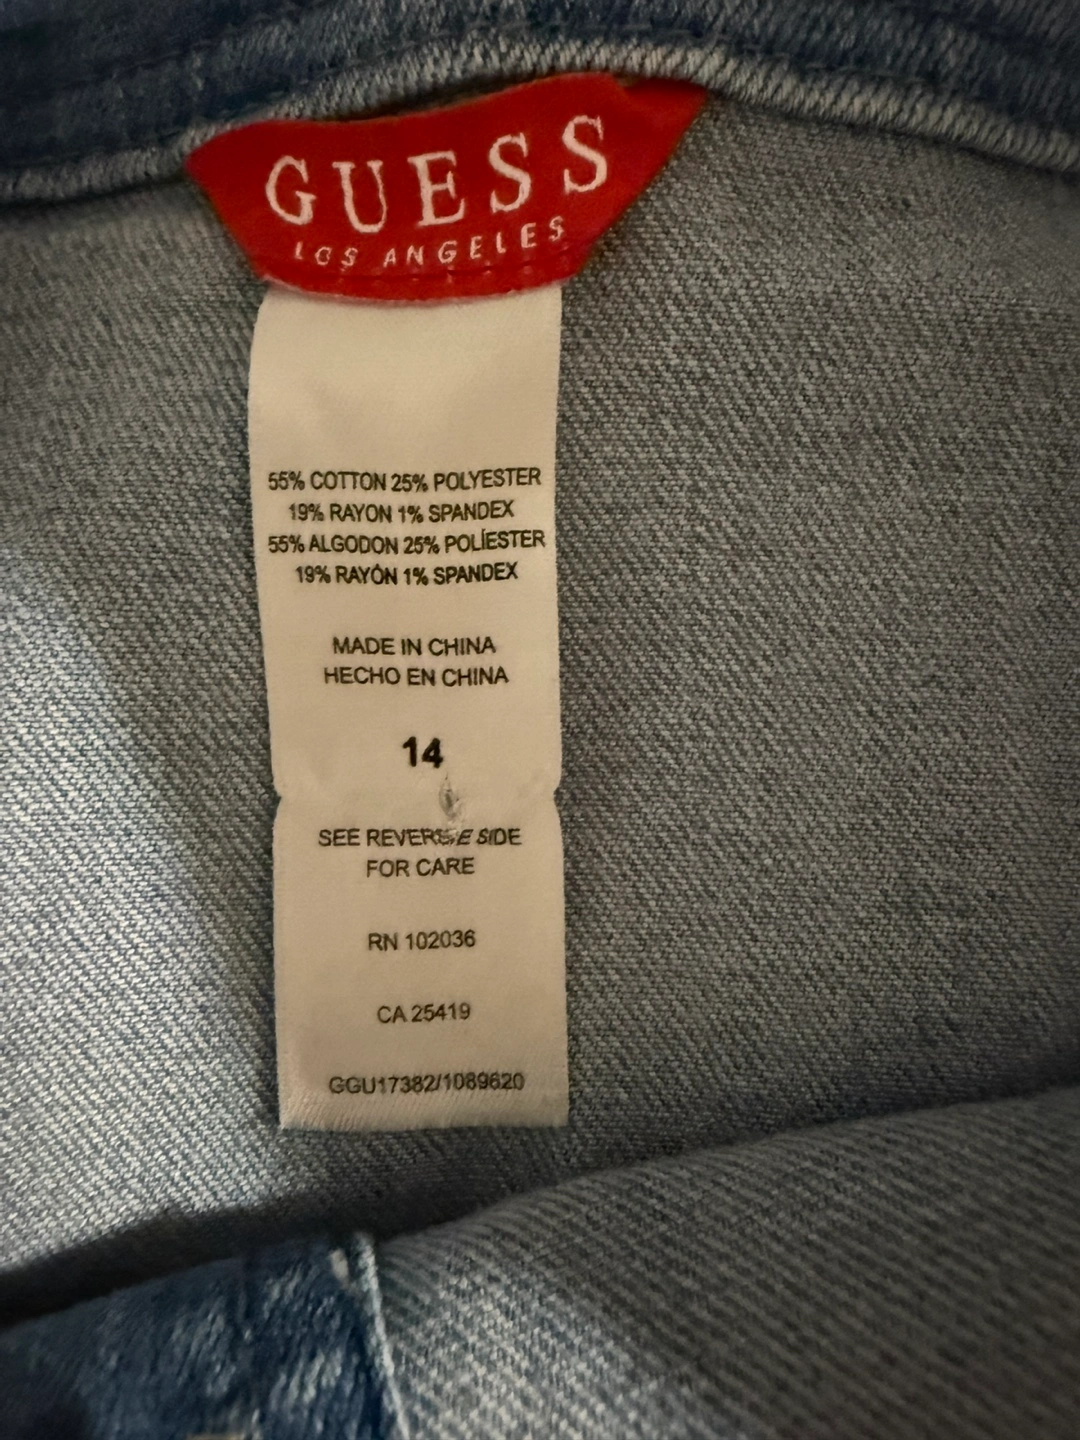 GUESS
LOS ANGELES
55% COTTON 25% POLYESTER
19% RAYON 1% SPANDEX
55% ALGODON 25% POLÍESTER
19% RAYÓN 1% SPANDEX
MADE IN CHINA
HECHO EN CHINA
14
SEE REVERSE SIDE
FOR CARE
RN 102036
CA 25419
GGU17382/1089620